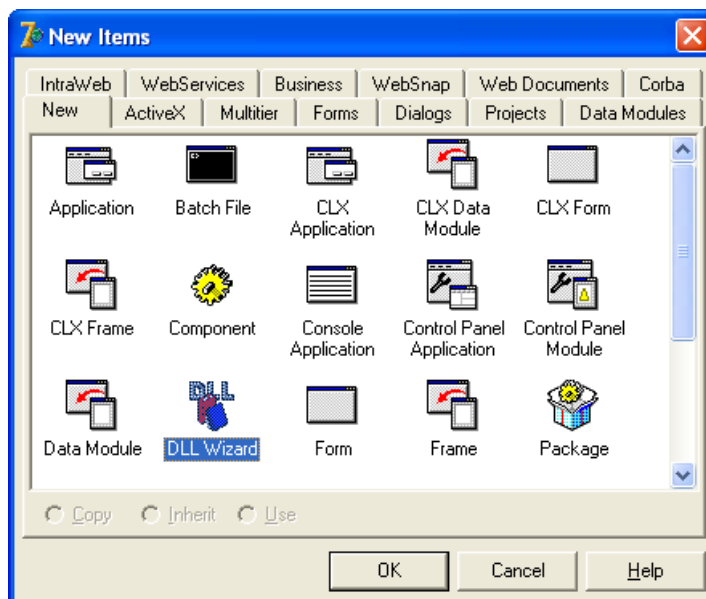 New Items
IntraWeb WebServices Business WebSnap Web Documents Corba
New ActiveX Multitier Forms Dialogs Projects Data Modules
Application Batch File CLX Application CLX Data Module CLX Form
CLX Frame Component Console Application Control Panel Application Control Panel Module
Data Module DLL Wizard Form Frame Package
Copy Inherit Use
OK Cancel Help